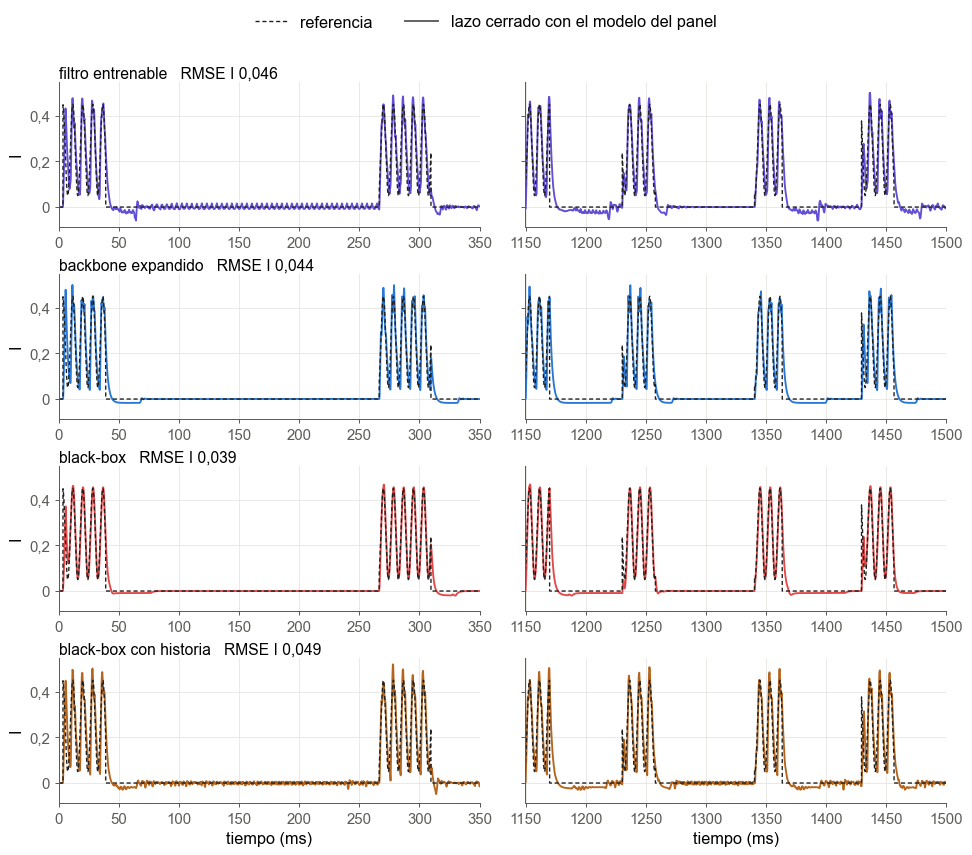 referencia
lazo cerrado con el modelo del panel
filtro entrenable   RMSE I 0,046
0,4
0,2
0
I
0 50 100 150 200 250 300 350
1150 1200 1250 1300 1350 1400 1450 1500
backbone expandido   RMSE I 0,044
0,4
0,2
0
I
0 50 100 150 200 250 300 350
1150 1200 1250 1300 1350 1400 1450 1500
black-box   RMSE I 0,039
0,4
0,2
0
I
0 50 100 150 200 250 300 350
1150 1200 1250 1300 1350 1400 1450 1500
black-box con historia   RMSE I 0,049
0,4
0,2
0
I
0 50 100 150 200 250 300 350
1150 1200 1250 1300 1350 1400 1450 1500
tiempo (ms)
tiempo (ms)